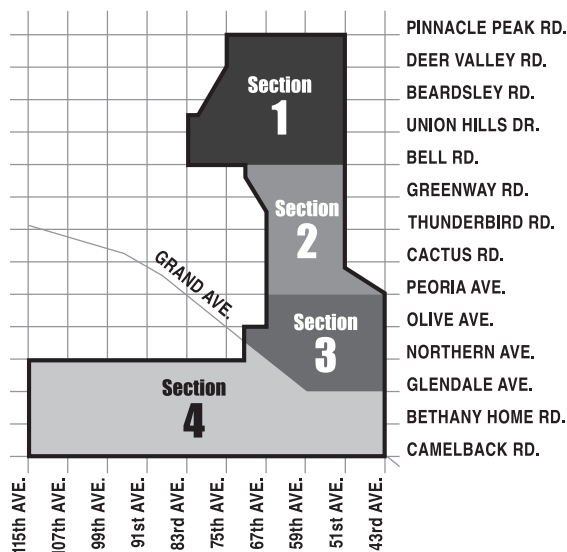 PINNACLE PEAK RD.
DEER VALLEY RD.
BEARDSLEY RD.
UNION HILLS DR.
BELL RD.
GREENWAY RD.
THUNDERBIRD RD.
CACTUS RD.
PEORIA AVE.
OLIVE AVE.
NORTHERN AVE.
GLENDALE AVE.
BETHANY HOME RD.
CAMELBACK RD.
Section
1
Section
2
GRAND AVE.
Section
3
Section
4
115th AVE.
107th AVE.
99th AVE.
91st AVE.
83rd AVE.
75th AVE.
67th AVE.
59th AVE.
51st AVE.
43rd AVE.